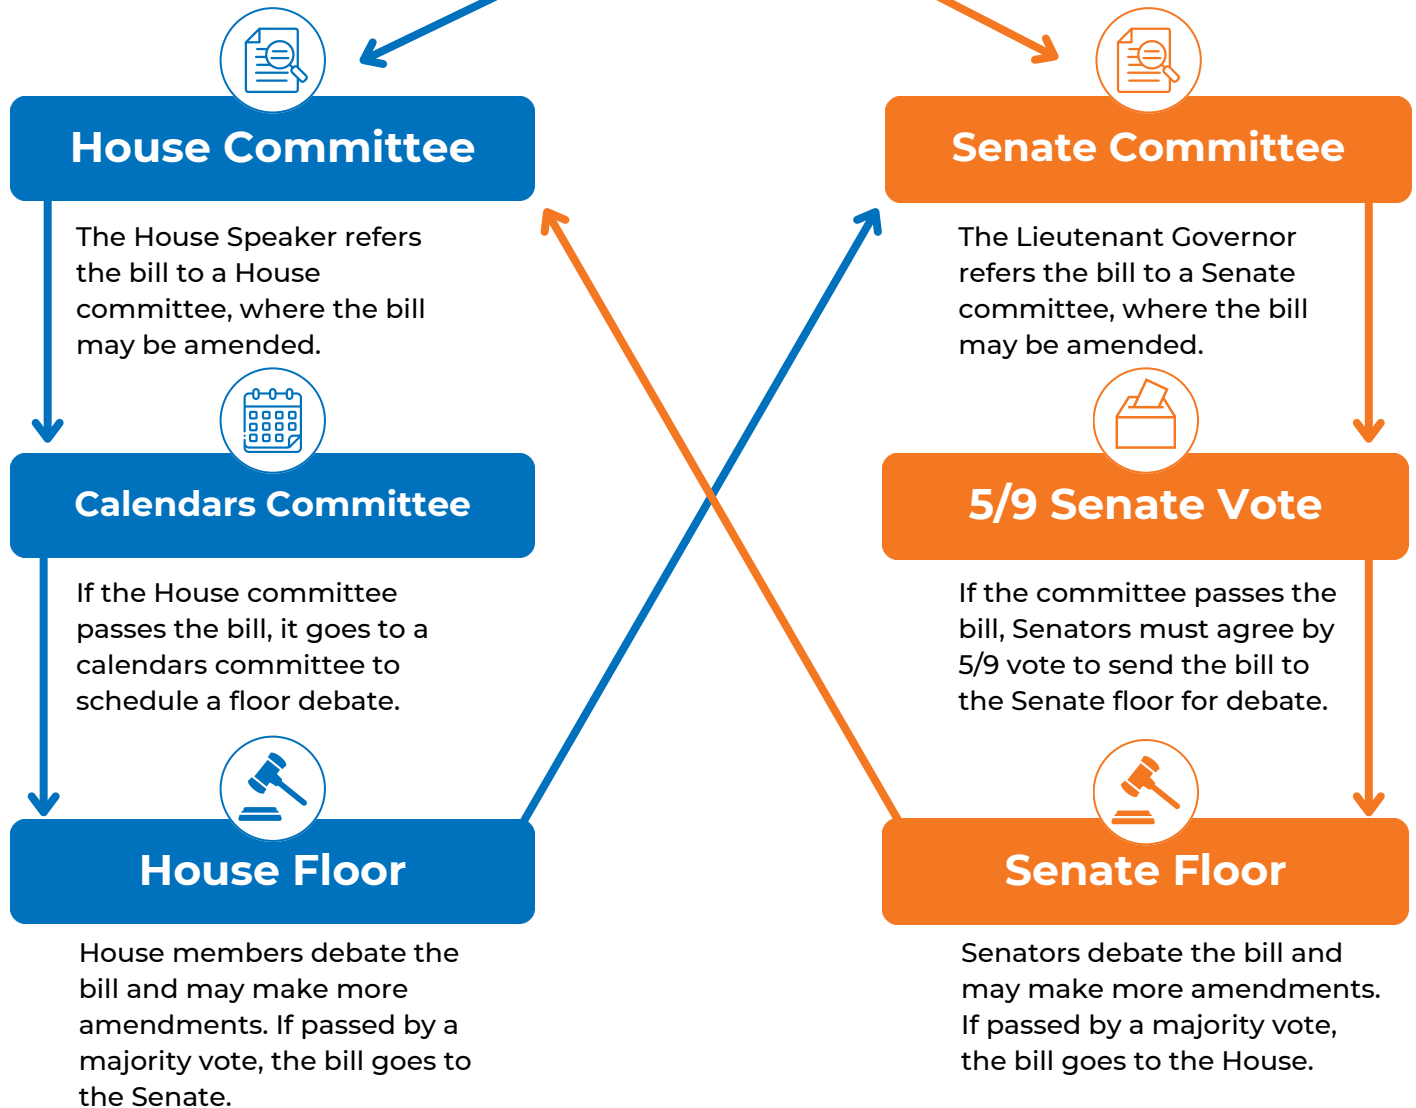 House Committee
The House Speaker refers
the bill to a House
committee, where the bill
may be amended.
Calendars Committee
If the House committee
passes the bill, it goes to a
calendars committee to
schedule a floor debate.
House Floor
House members debate the
bill and may make more
amendments. If passed by a
majority vote, the bill goes to
the Senate.
Senate Committee
The Lieutenant Governor
refers the bill to a Senate
committee, where the bill
may be amended.
5/9 Senate Vote
If the committee passes the
bill, Senators must agree by
5/9 vote to send the bill to
the Senate floor for debate.
Senate Floor
Senators debate the bill and
may make more amendments.
If passed by a majority vote,
the bill goes to the House.